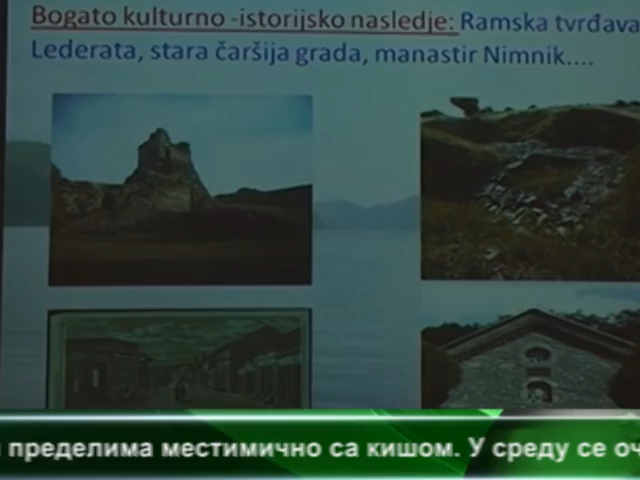 Bogato kulturno -istorijsko nasledje: Ramska tvrđava
Lederata, stara čaršija grada, manastir Nimnik....
пределима местимично са кишом. У среду се оч